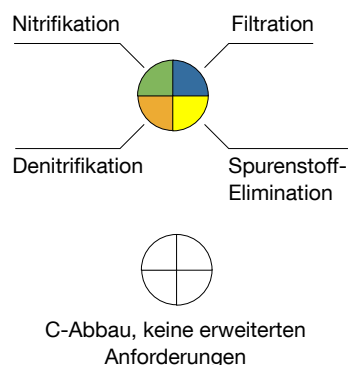 Nitrifikation
Filtration
Denitrifikation
Spurenstoff-
Elimination
C-Abbau, keine erweiterten
Anforderungen